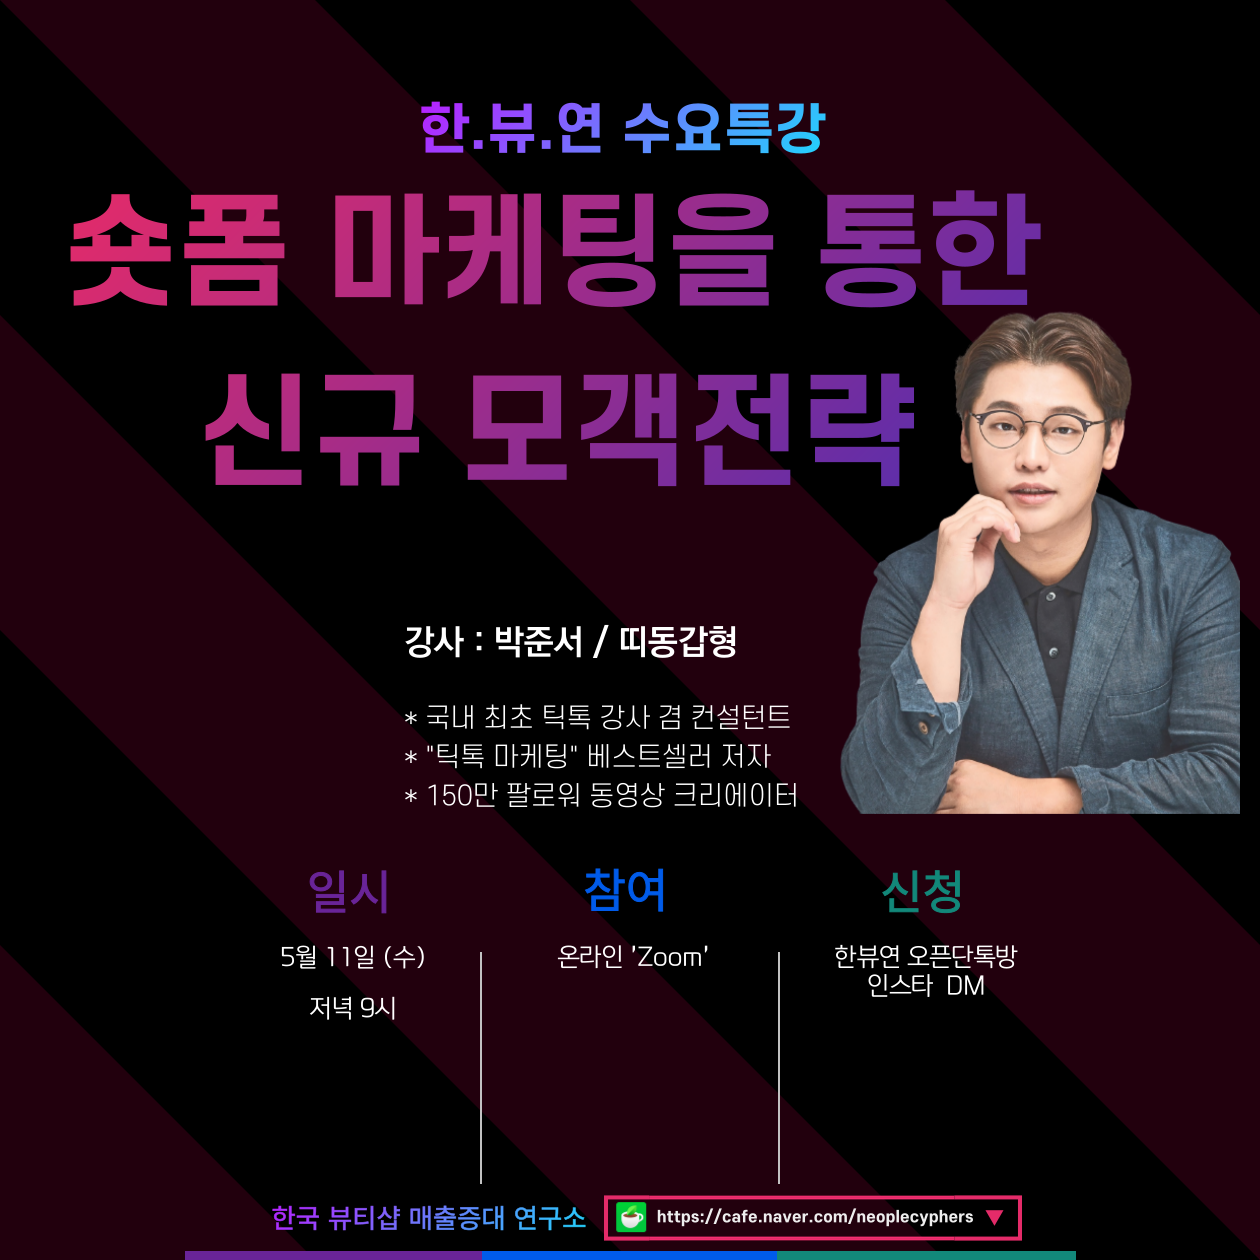 한.뷰.연 수요특강
숏폼 마케팅을 통한
신규 모객전략
강사 : 박준서 / 띠동갑형
* 국내 최초 틱톡 강사 겸 컨설턴트
* "틱톡 마케팅" 베스트셀러 저자
* 150만 팔로워 동영상 크리에이터
일시
5월 11일 (수)
저녁 9시
참여
온라인 'Zoom'
신청
한뷰연 오픈단톡방
인스타 DM
한국 뷰티샵 매출증대 연구소
https://cafe.naver.com/neoplecyphers ▼